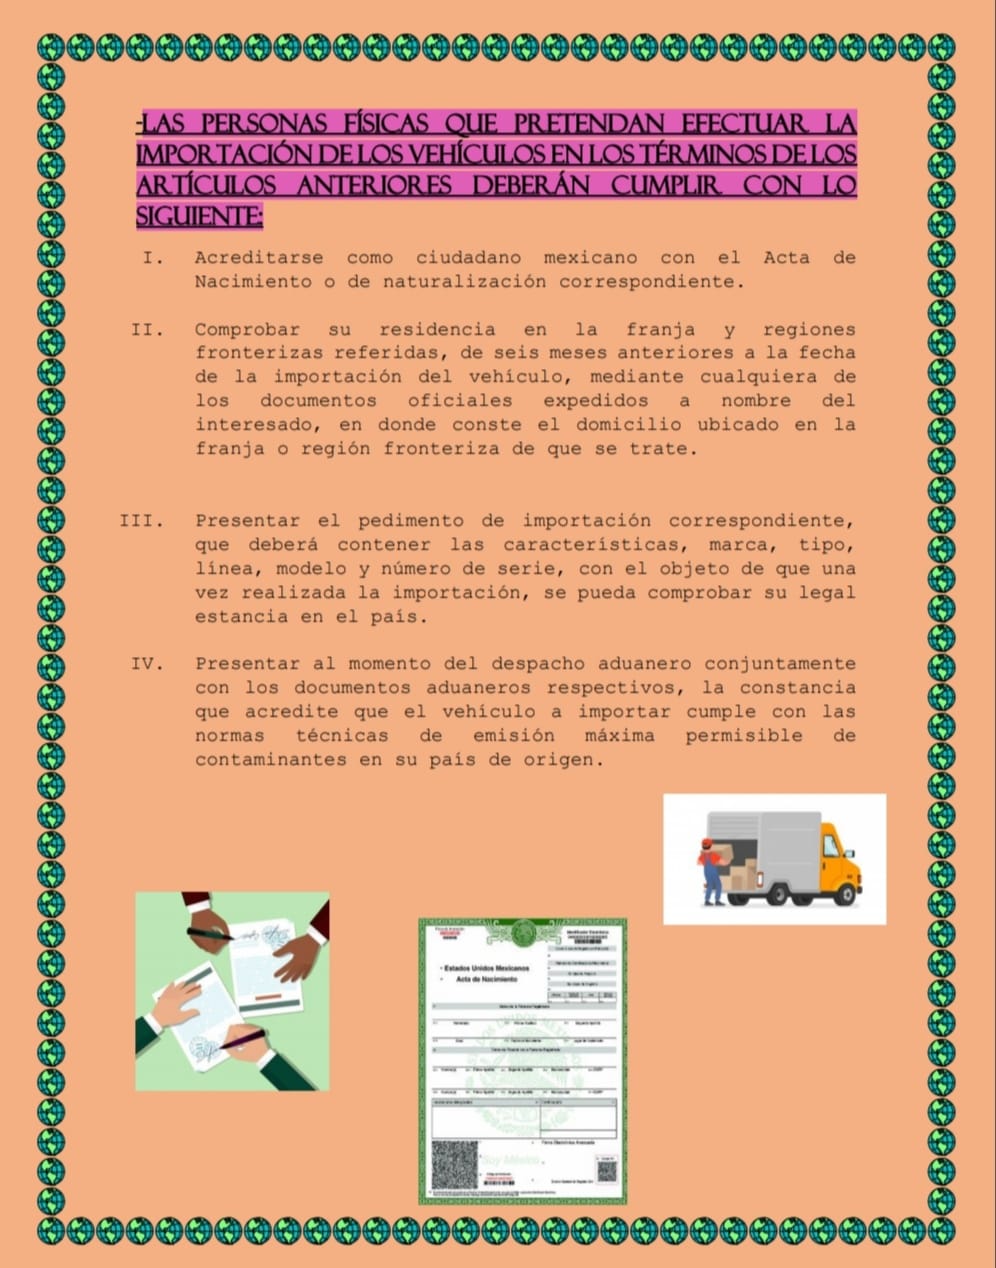 -LAS PERSONAS FÍSICAS QUE PRETENDAN EFECTUAR LA
IMPORTACIÓN DE LOS VEHÍCULOS EN LOS TÉRMINOS DE LOS
ARTÍCULOS ANTERIORES DEBERÁN CUMPLIR CON LO
SIGUIENTE:
I. Acreditarse como ciudadano mexicano con el Acta de
Nacimiento o de naturalización correspondiente.
II. Comprobar su residencia en la franja y regiones
fronterizas referidas, de seis meses anteriores a la fecha
de la importación del vehículo, mediante cualquiera de
los documentos oficiales expedidos a nombre del
interesado, en donde conste el domicilio ubicado en la
franja o región fronteriza de que se trate.
III. Presentar el pedimento de importación correspondiente,
que deberá contener las características, marca, tipo,
línea, modelo y número de serie, con el objeto de que una
vez realizada la importación, se pueda comprobar su legal
estancia en el país.
IV. Presentar al momento del despacho aduanero conjuntamente
con los documentos aduaneros respectivos, la constancia
que acredite que el vehículo a importar cumple con las
normas técnicas de emisión máxima permisible de
contaminantes en su país de origen.
Estados Unidos Mexicanos
Acta de Nacimiento
Soy México